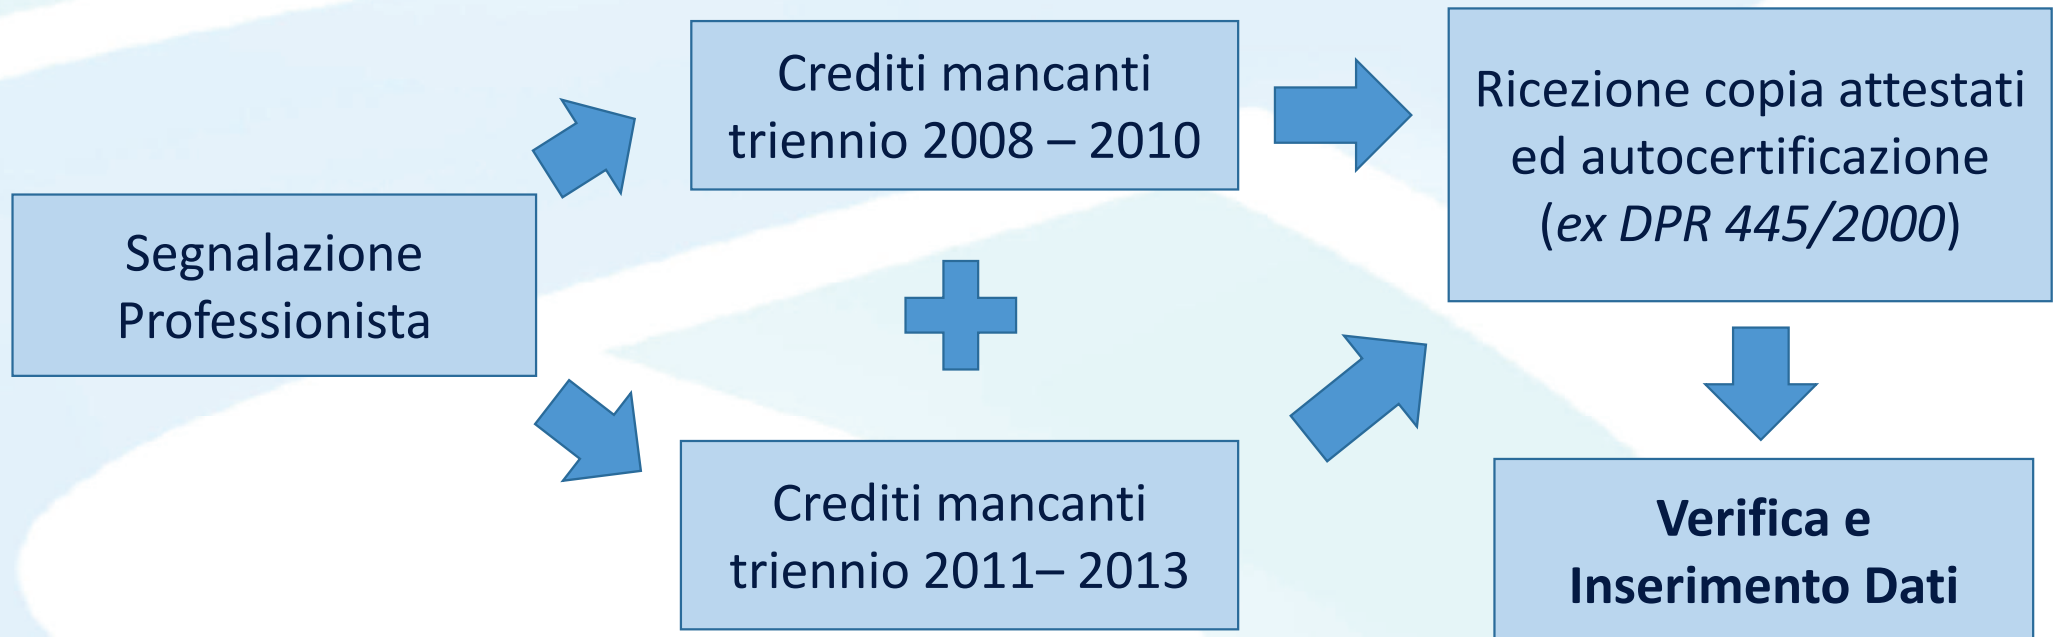 Segnalazione
Professionista
Crediti mancanti
triennio 2008 – 2010
Crediti mancanti
triennio 2011– 2013
Ricezione copia attestati
ed autocertificazione
(ex DPR 445/2000)
Verifica e
Inserimento Dati